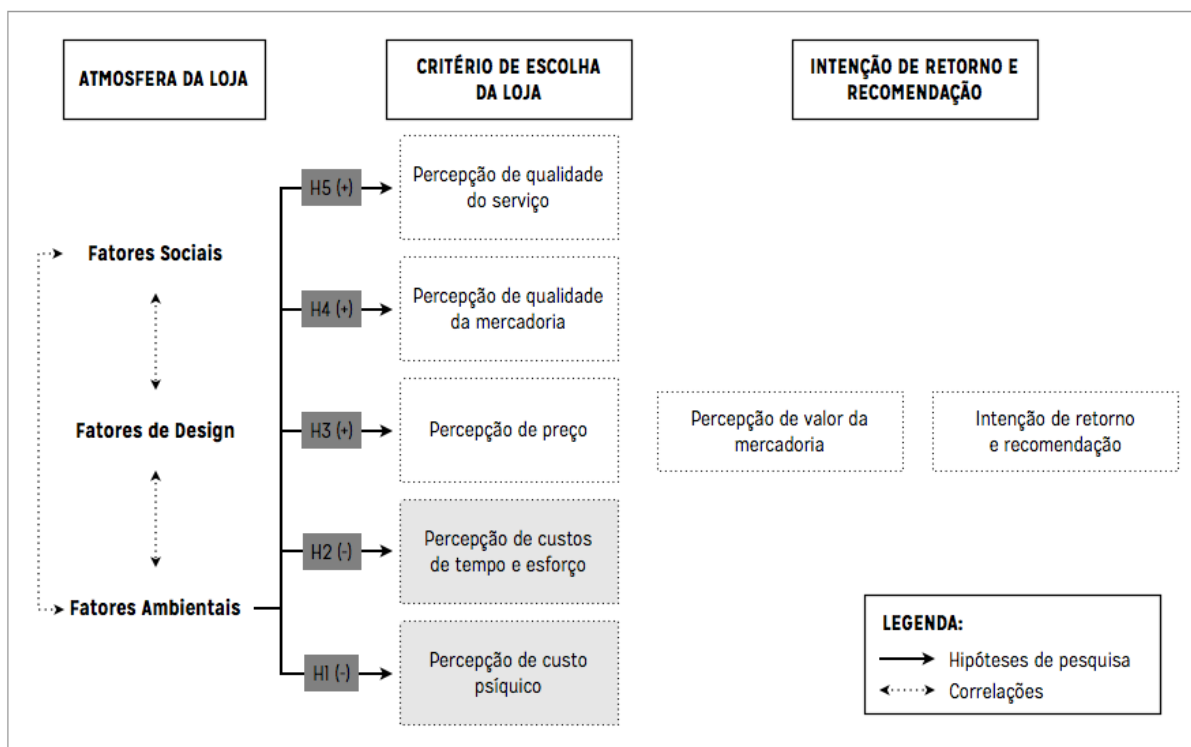 ATMOSFERA DA LOJA
CRITÉRIO DE ESCOLHA
DA LOJA
INTENÇÃO DE RETORNO E
RECOMENDAÇÃO
H5 (+)
Percepção de qualidade
do serviço
Fatores Sociais
H4 (+)
Percepção de qualidade
da mercadoria
Fatores de Design
H3 (+)
Percepção de preço
Percepção de valor da
mercadoria
Intenção de retorno
e recomendação
H2 (-)
Percepção de custos
de tempo e esforço
Fatores Ambientais
H1 (-)
Percepção de custo
psíquico
LEGENDA:
Hipóteses de pesquisa
Correlações